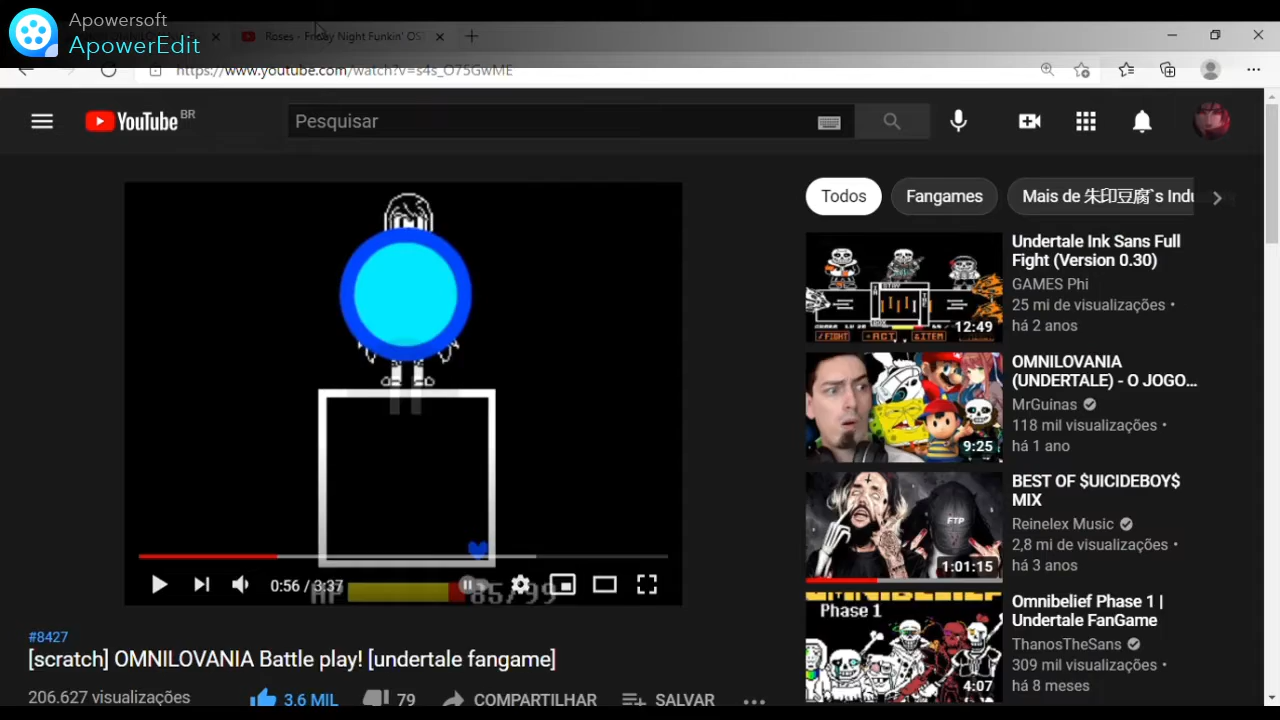 Apowersoft
ApowerEdit
Roses - Friday Night Funkin' OST
https://www.youtube.com/watch?v=s4s_O75GwME
YouTube BR
Pesquisar
Todos
Fangames
Mais de 朱印豆腐`s Indu
Undertale Ink Sans Full
Fight (Version 0.30)
GAMES Phi
25 mi de visualizações •
há 2 anos
12:49
OMNILOVANIA
(UNDERTALE) - O JOGO...
MrGuinas
118 mil visualizações •
há 1 ano
9:25
BEST OF $UICIDEBOY$
MIX
Reinelex Music
2,8 mi de visualizações •
há 3 anos
FTP
1:01:15
Omnibelief Phase 1 |
Undertale FanGame
ThanosTheSans
309 mil visualizações •
há 8 meses
Phase 1
4:07
0:56 / 3:37
HP
85/99
#8427
[scratch] OMNILOVANIA Battle play! [undertale fangame]
206.627 visualizações
3,6 MIL
79
COMPARTILHAR
SALVAR